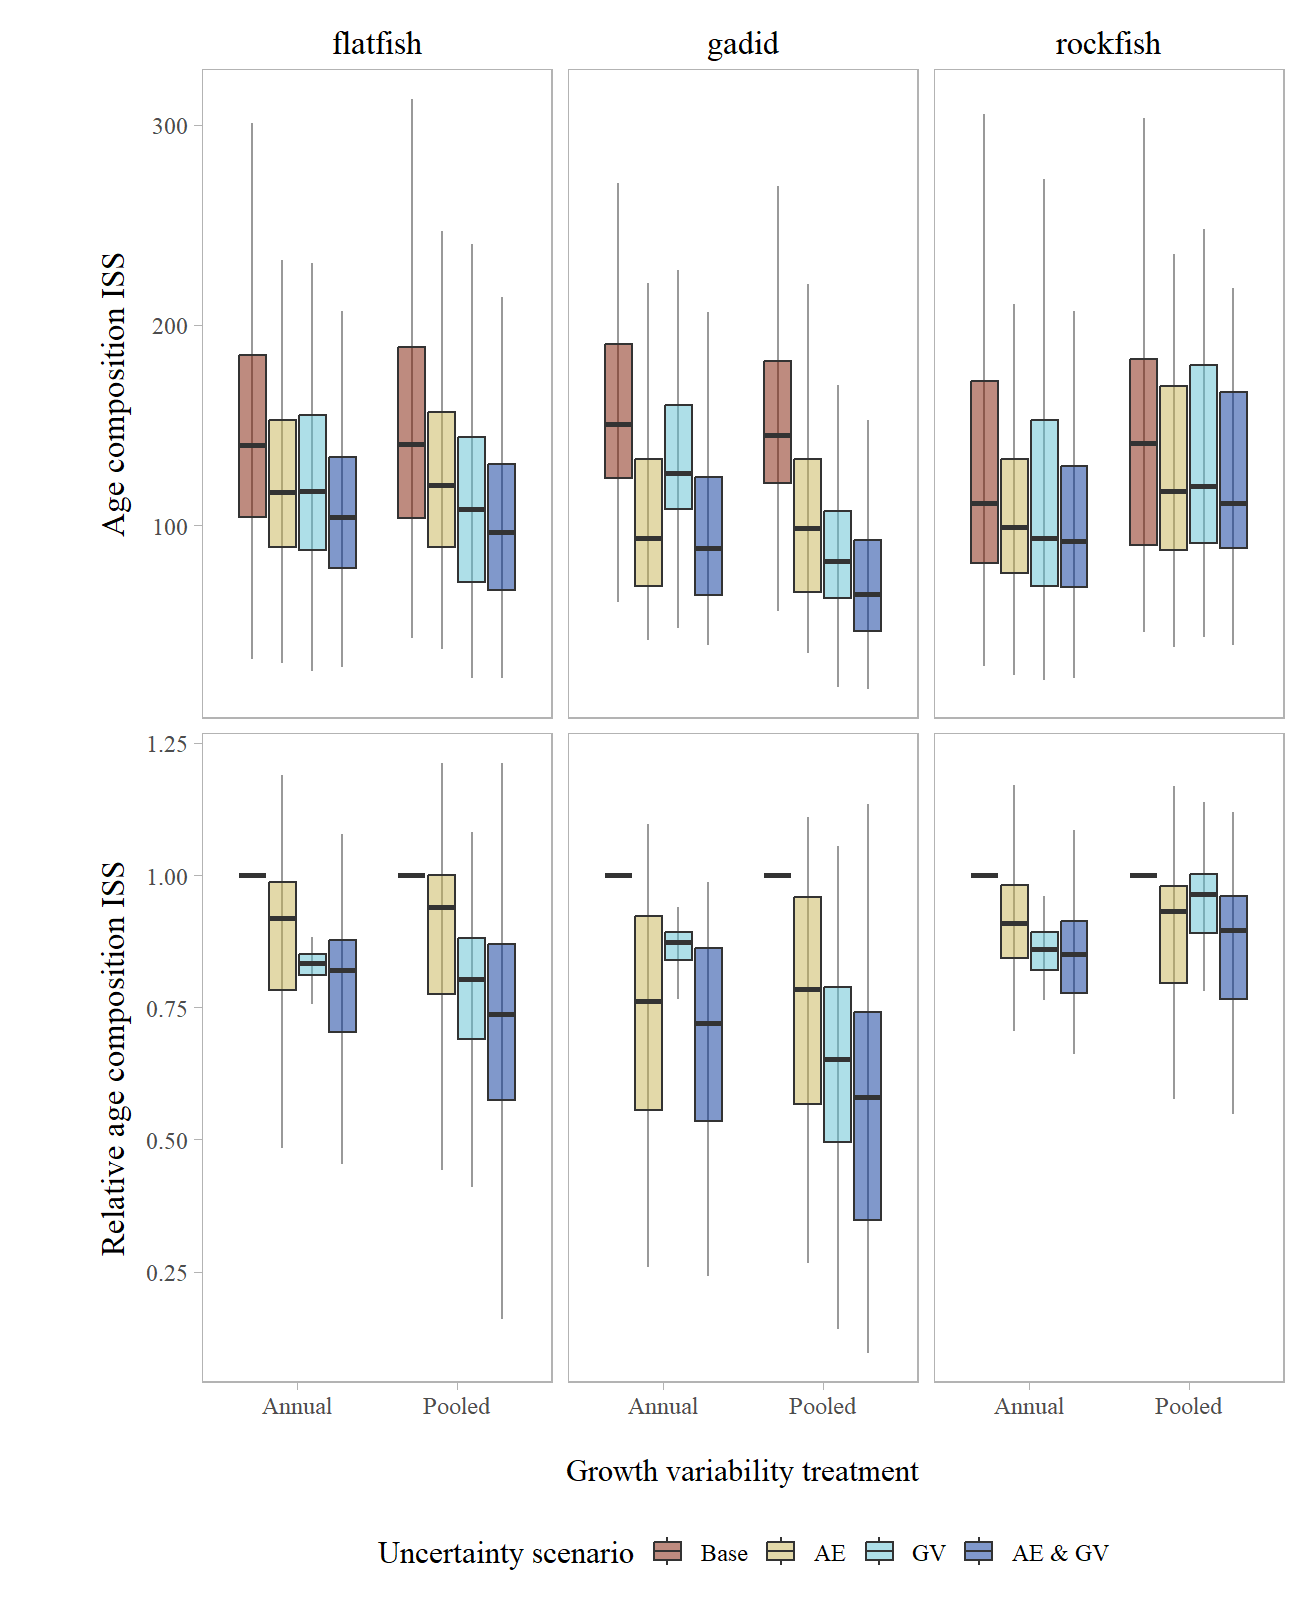 flatfish gadid rockfish
Age composition ISS
300
200
100
Relative age composition ISS
1.25
1.00
0.75
0.50
0.25
Annual Pooled Annual Pooled Annual Pooled
Growth variability treatment
Uncertainty scenario Base AE GV AE & GV